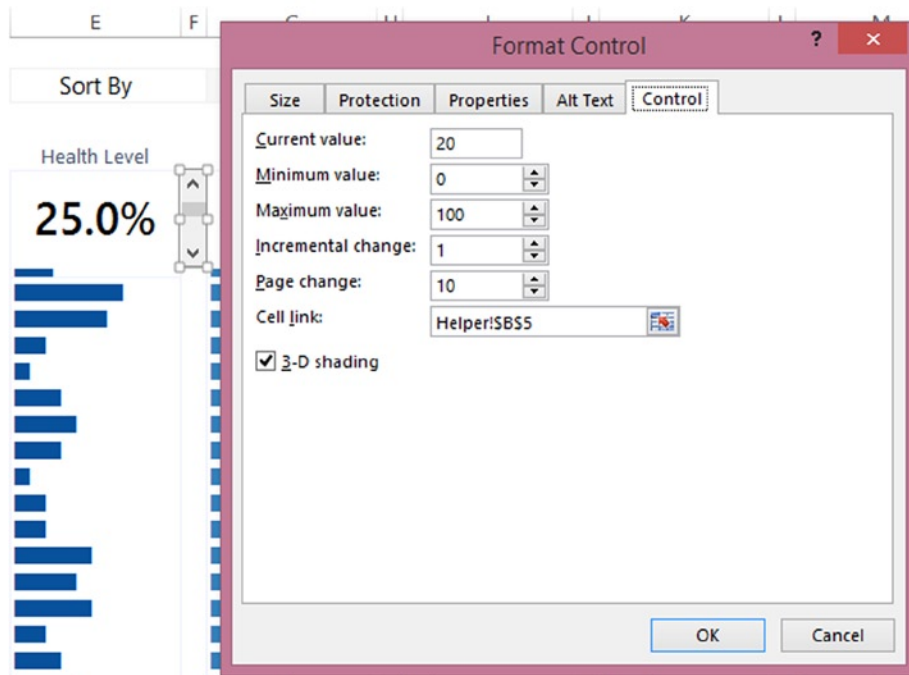 E F
Format Control ? ×
Sort By
Size Protection Properties Alt Text Control
Current value: 20
Health Level
Minimum value: 0
25.0%
Maximum value: 100
Incremental change: 1
Page change: 10
Cell link: Helper!$B$5
3-D shading
OK Cancel